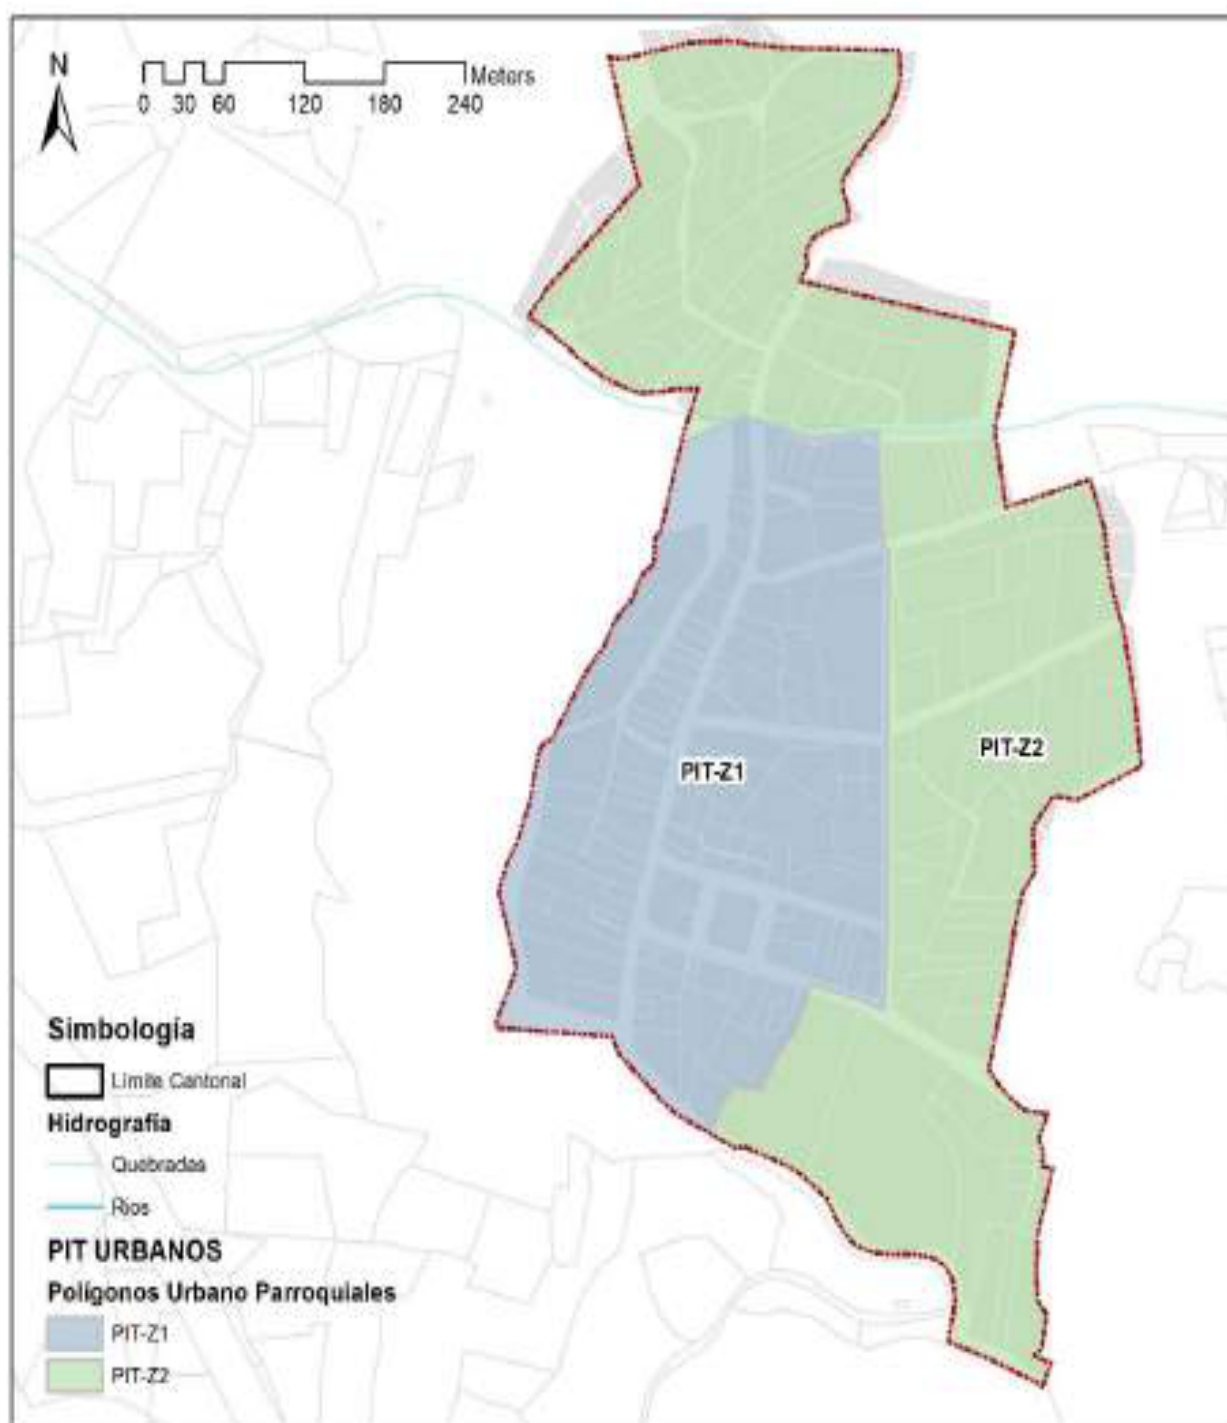 N
Meters
0 30 60 120 180 240
PIT-Z2
PIT-Z1
Simbología
Límite Cantonal
Hidrografía
Quebradas
Ríos
PIT URBANOS
Polígonos Urbano Parroquiales
PIT-Z1
PIT-Z2